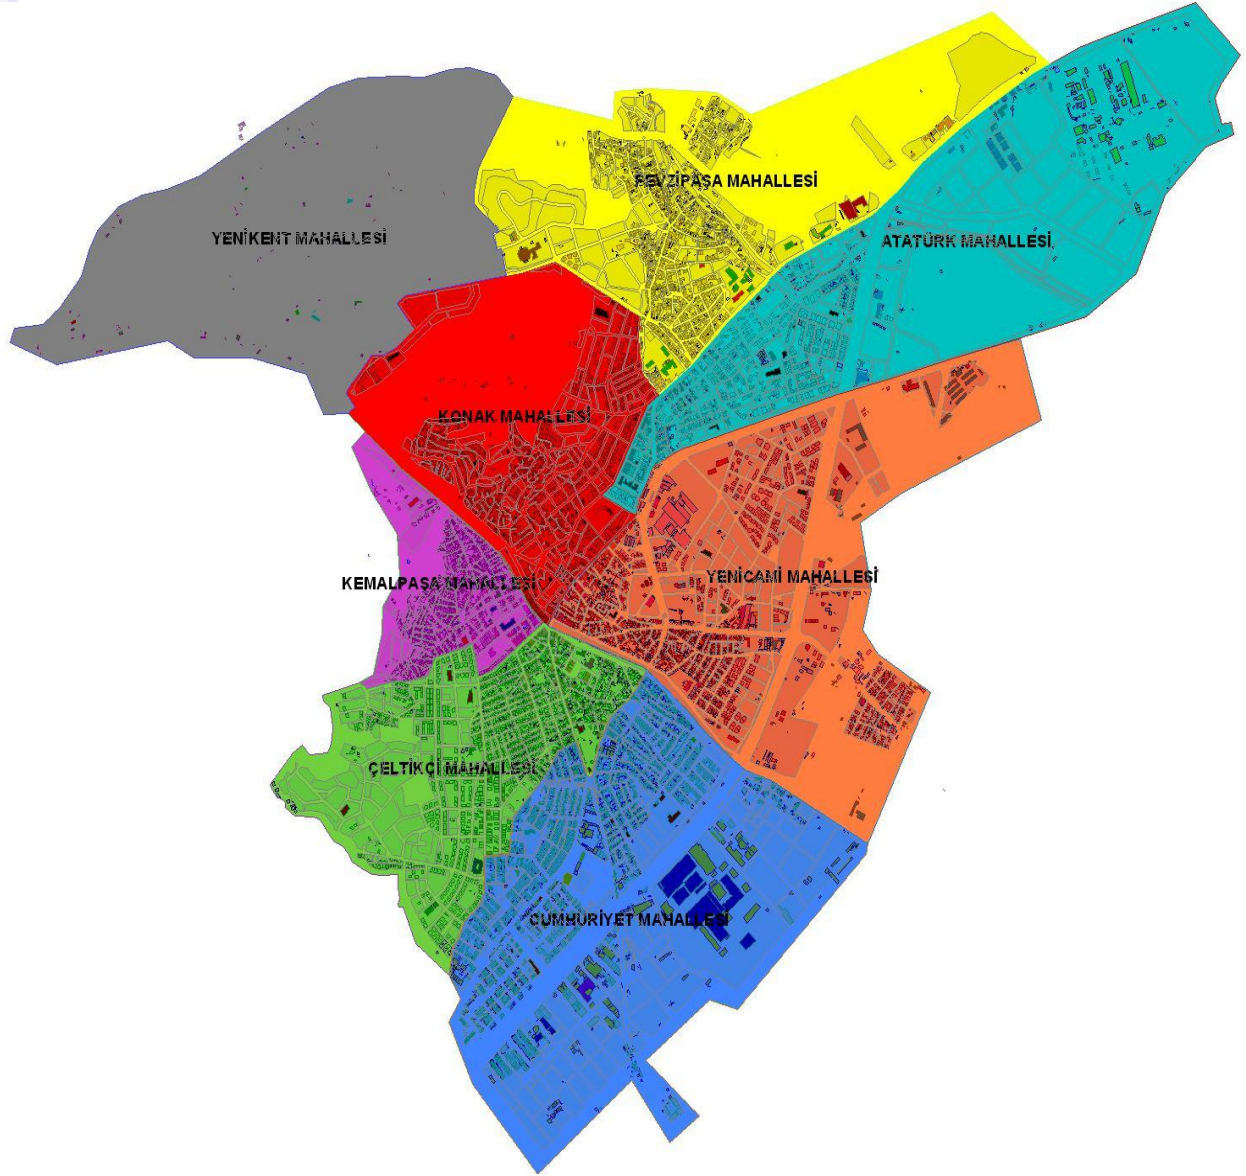 FEVZİPAŞA MAHALLESİ
YENİKENT MAHALLESİ
ATATÜRK MAHALLESİ
KONAK MAHALLESİ
YENİCAMİ MAHALLESİ
KEMALPAŞA MAHALLESİ
ÇELTİKÇİ MAHALLESİ
CUMHURİYET MAHALLESİ